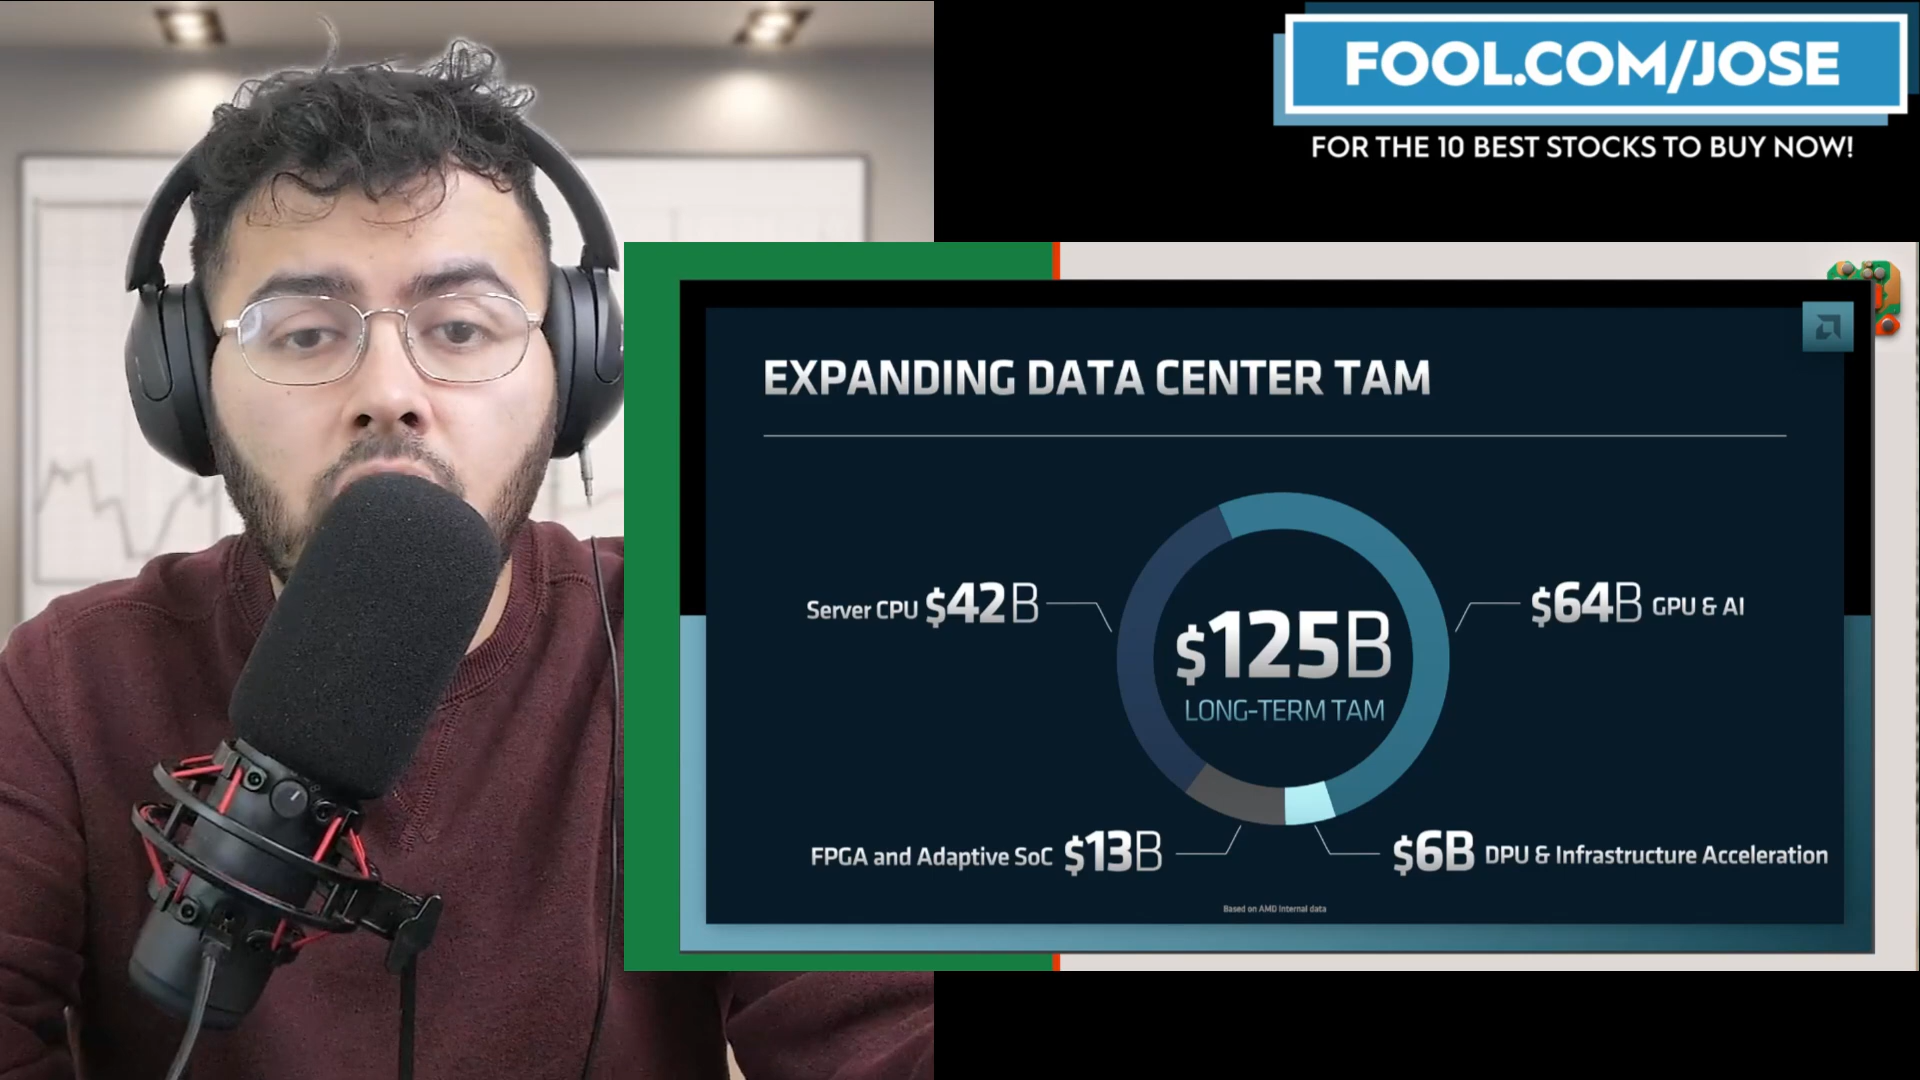 FOOL.COM/JOSE
FOR THE 10 BEST STOCKS TO BUY NOW!
EXPANDING DATA CENTER TAM
Server CPU $42B
$64B GPU & AI
$125B
LONG-TERM TAM
FPGA and Adaptive SoC $13B
$6B DPU & Infrastructure Acceleration
Based on AMD Internal data